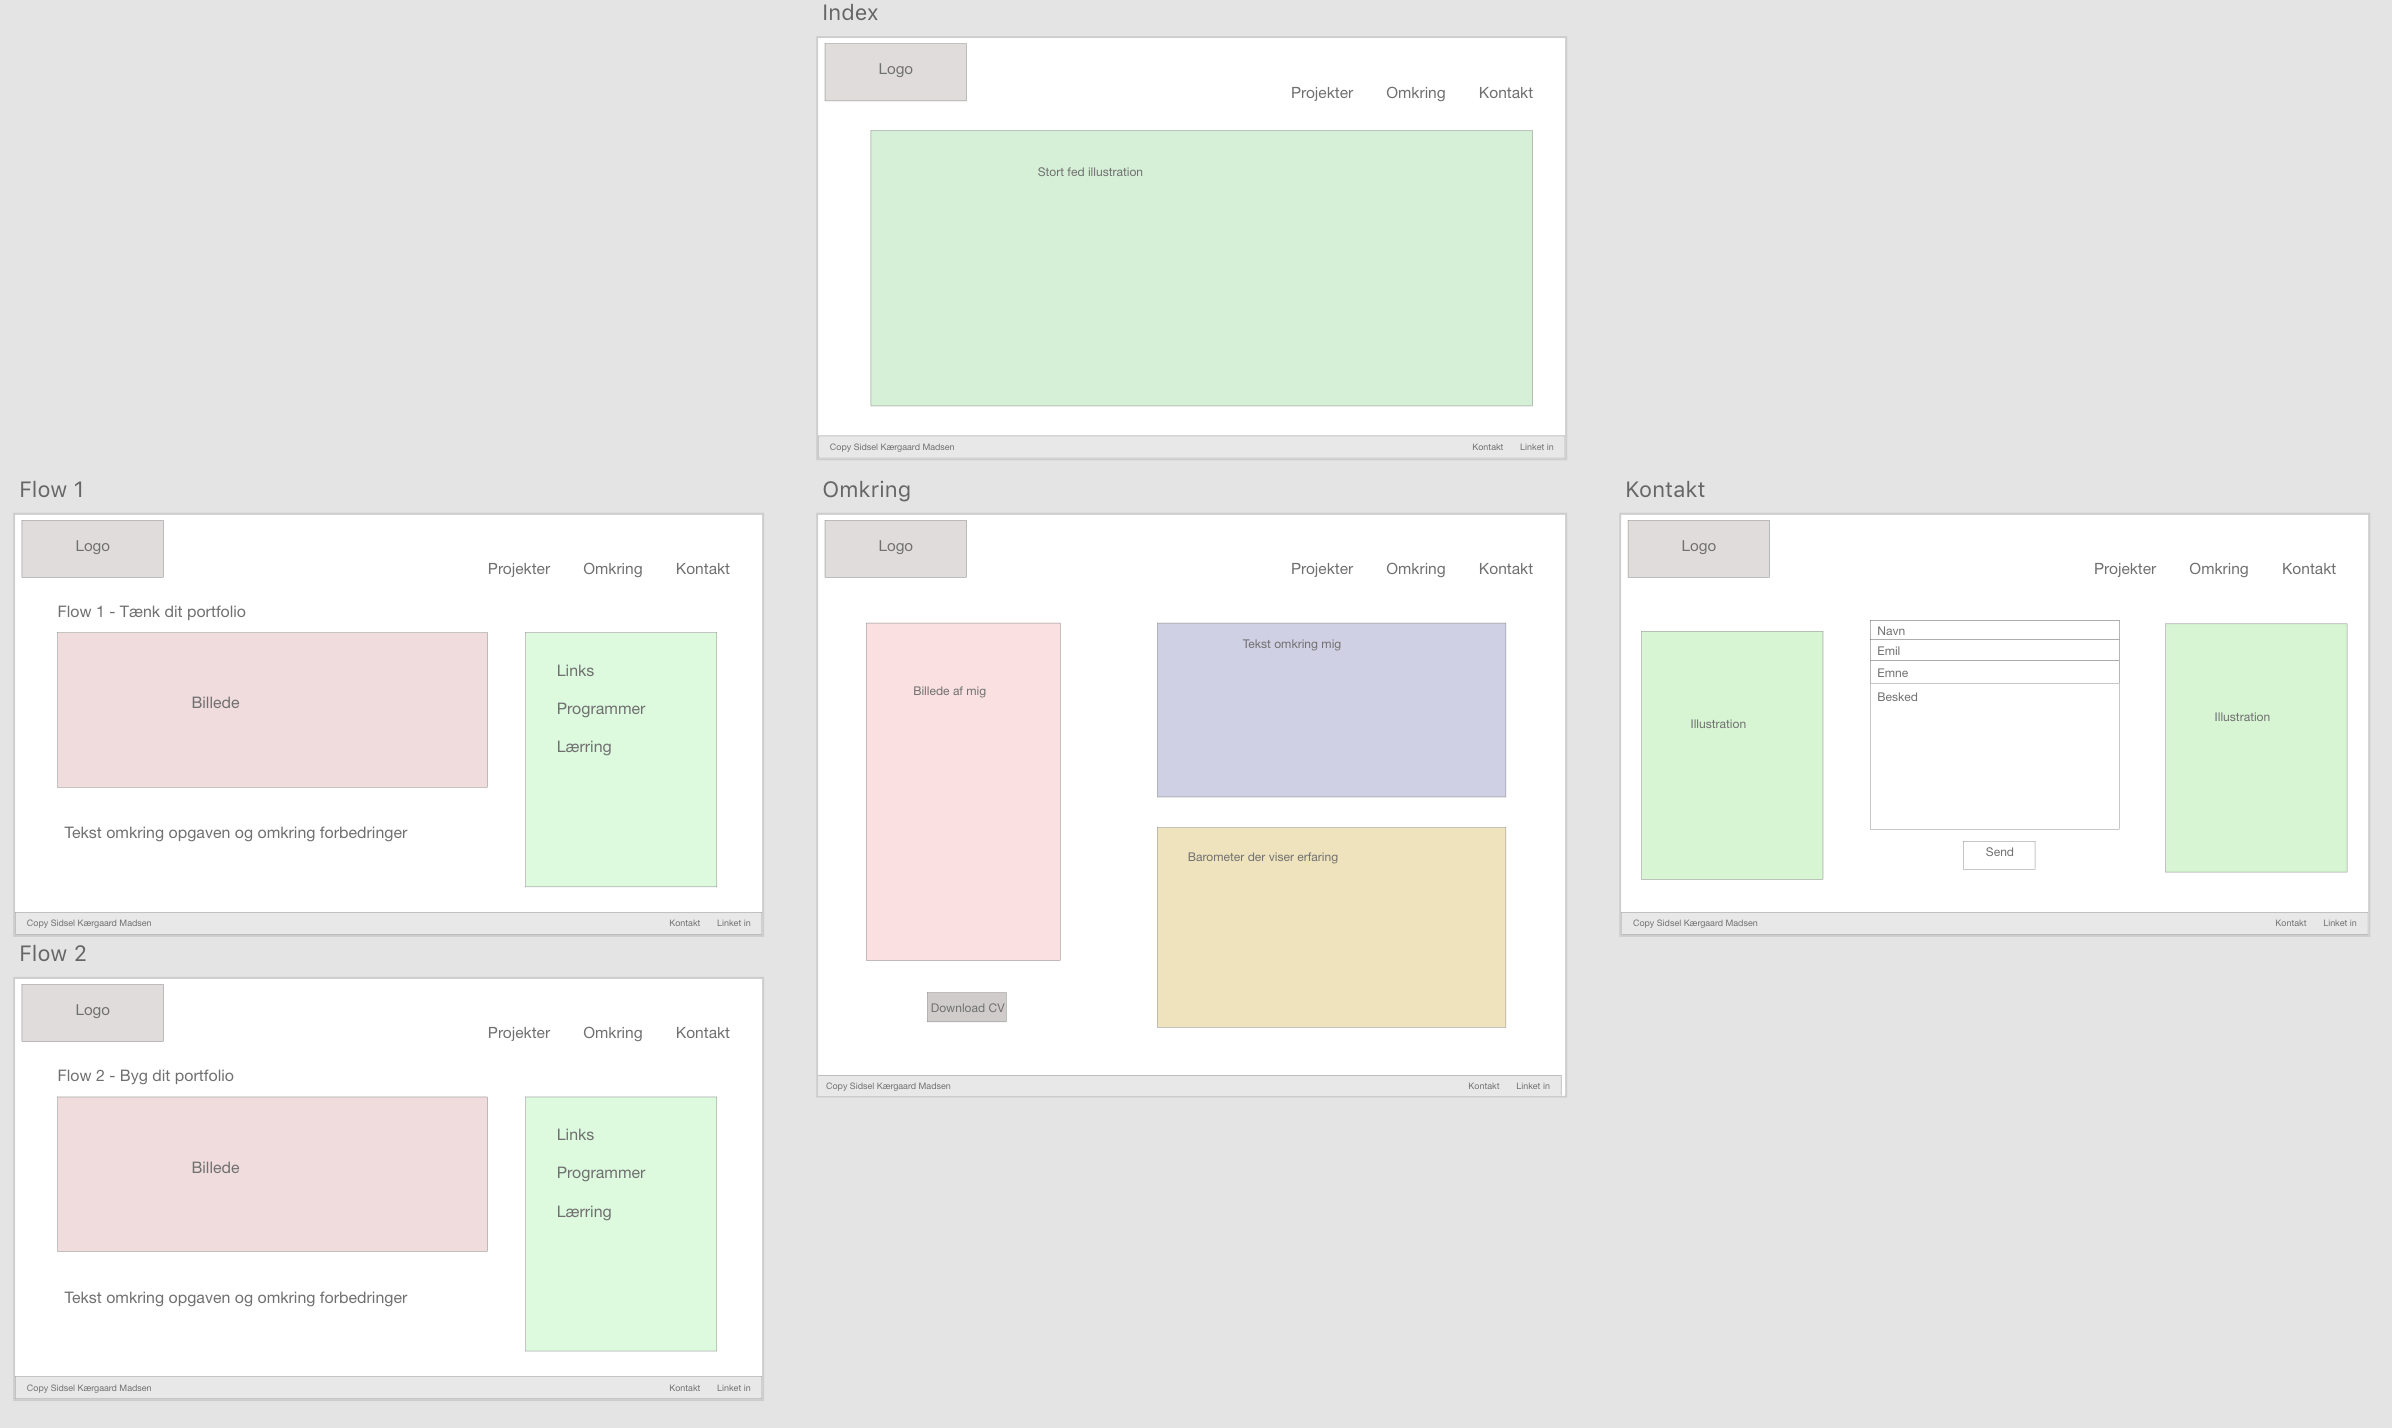 Index
Logo
Projekter Omkring Kontakt
Stort fed illustration
Copy Sidsel Kærgaard Madsen Kontakt Linket in
Flow 1
Logo
Projekter Omkring Kontakt
Flow 1 - Tænk dit portfolio
Billede
Links
Programmer
Lærring
Tekst omkring opgaven og omkring forbedringer
Copy Sidsel Kærgaard Madsen Kontakt Linket in
Omkring
Logo
Projekter Omkring Kontakt
Billede af mig
Tekst omkring mig
Barometer der viser erfaring
Download CV
Copy Sidsel Kærgaard Madsen Kontakt Linket in
Kontakt
Logo
Projekter Omkring Kontakt
Illustration
Navn
Emil
Emne
Besked
Send
Illustration
Copy Sidsel Kærgaard Madsen Kontakt Linket in
Flow 2
Logo
Projekter Omkring Kontakt
Flow 2 - Byg dit portfolio
Billede
Links
Programmer
Lærring
Tekst omkring opgaven og omkring forbedringer
Copy Sidsel Kærgaard Madsen Kontakt Linket in